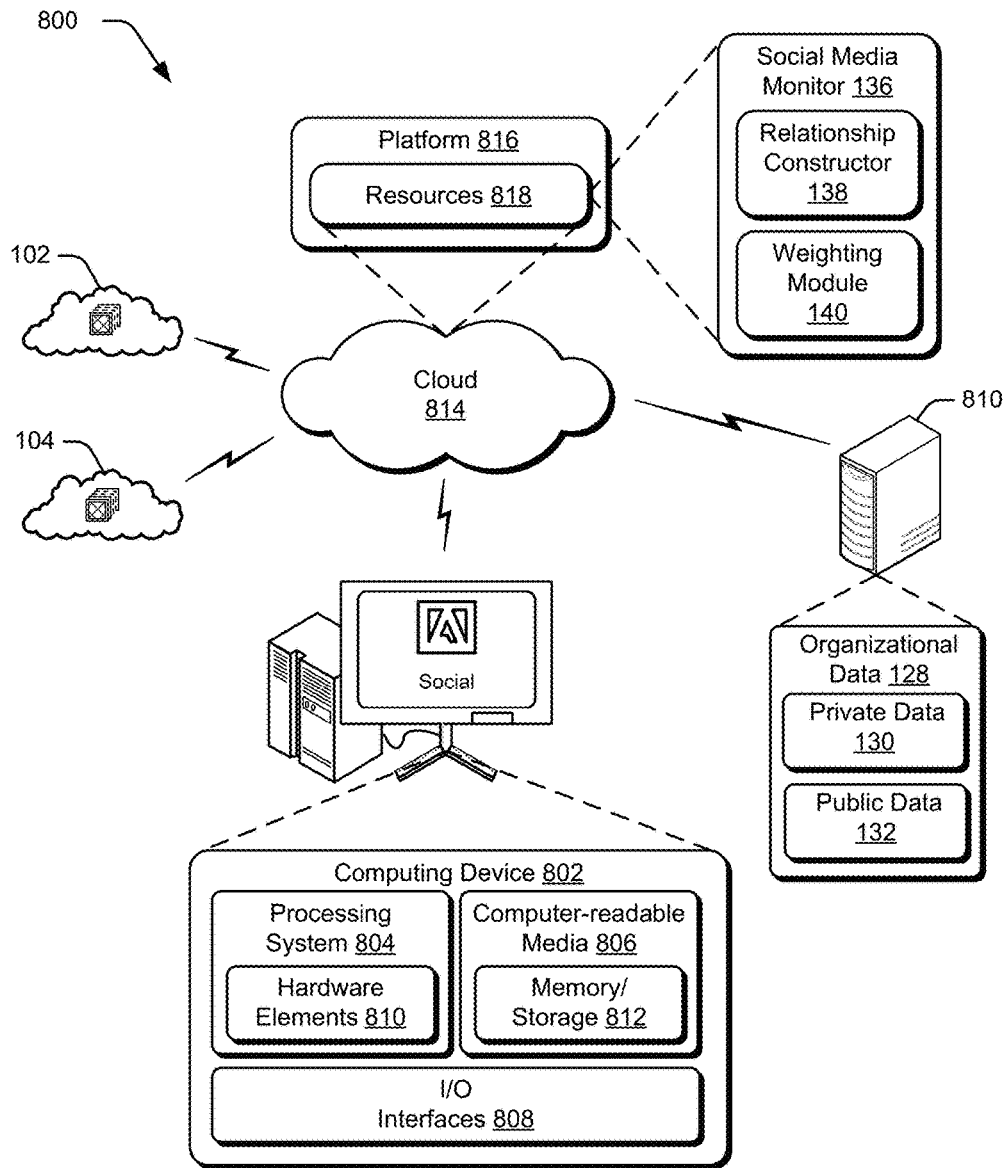 800
Social Media
Monitor 136
Relationship
Constructor
138
Weighting
Module
140
Platform 816
Resources 818
102
104
Cloud
814
810
Social
Organizational
Data 128
Private Data
130
Public Data
132
Computing Device 802
Processing
System 804
Hardware
Elements 810
Computer-readable
Media 806
Memory/
Storage 812
I/O
Interfaces 808